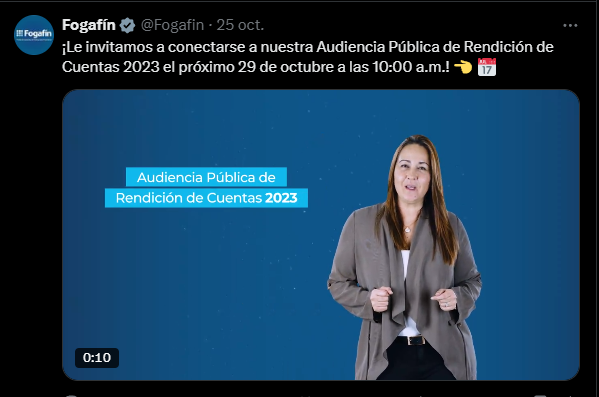 Fogafín
Fogafín @Fogafin · 25 oct.
¡Le invitamos a conectarse a nuestra Audiencia Pública de Rendición de
Cuentas 2023 el próximo 29 de octubre a las 10:00 a.m.! 👈 📅
Audiencia Pública de
Rendición de Cuentas 2023
0:10